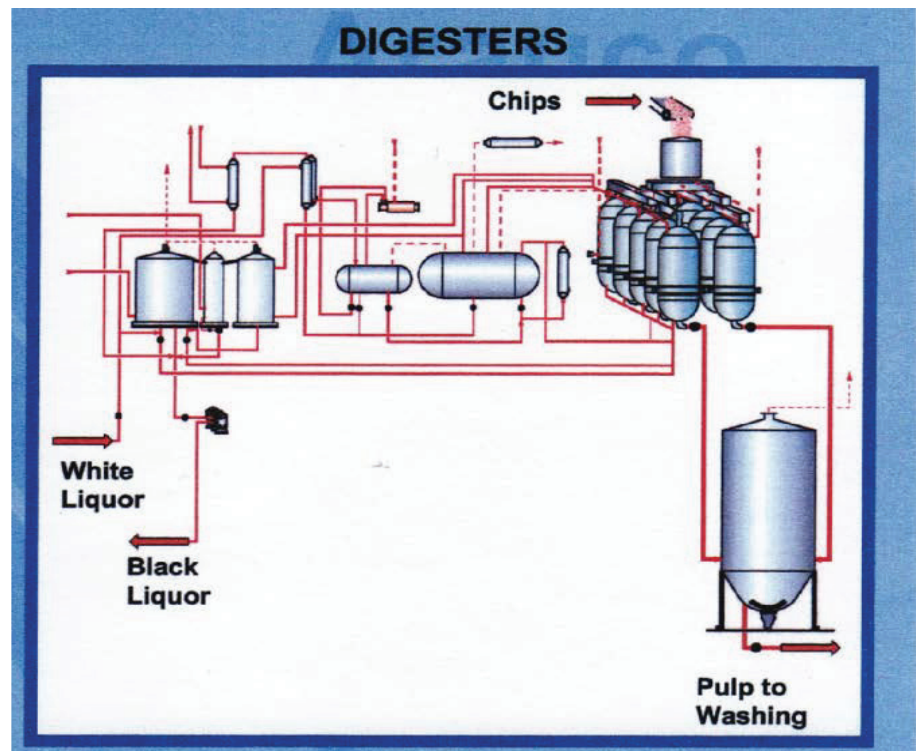 DIGESTERS
Chips
White
Liquor
Black
Liquor
Pulp to
Washing